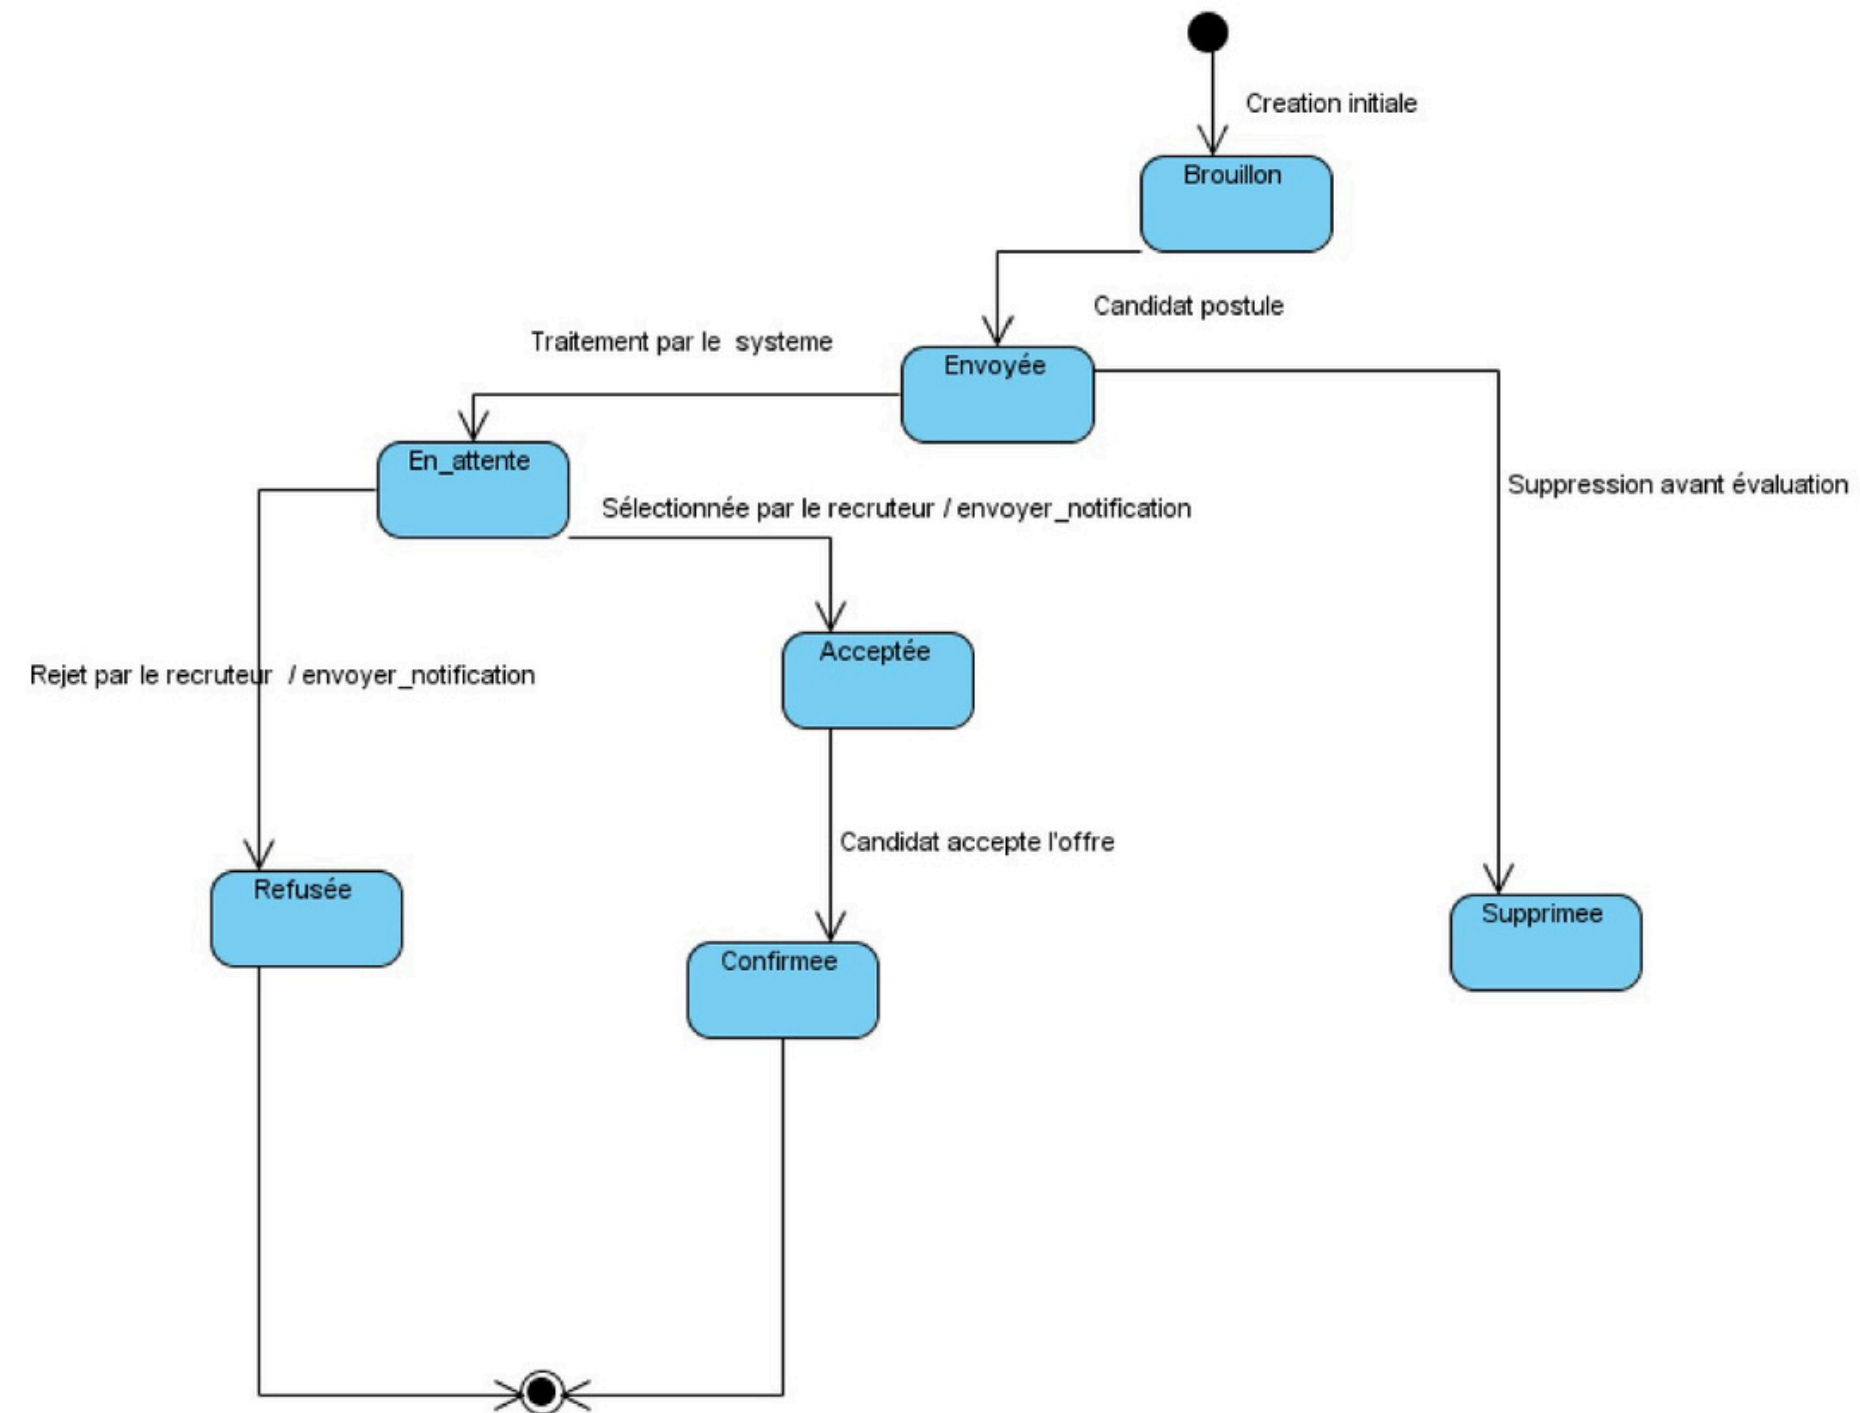 Creation initiale
Brouillon
Candidat postule
Traitement par le  systeme
Envoyée
En_attente
Suppression avant évaluation
Sélectionnée par le recruteur / envoyer_notification
Acceptée
Rejet par le recruteur  / envoyer_notification
Candidat accepte l'offre
Refusée
Supprimee
Confirmee